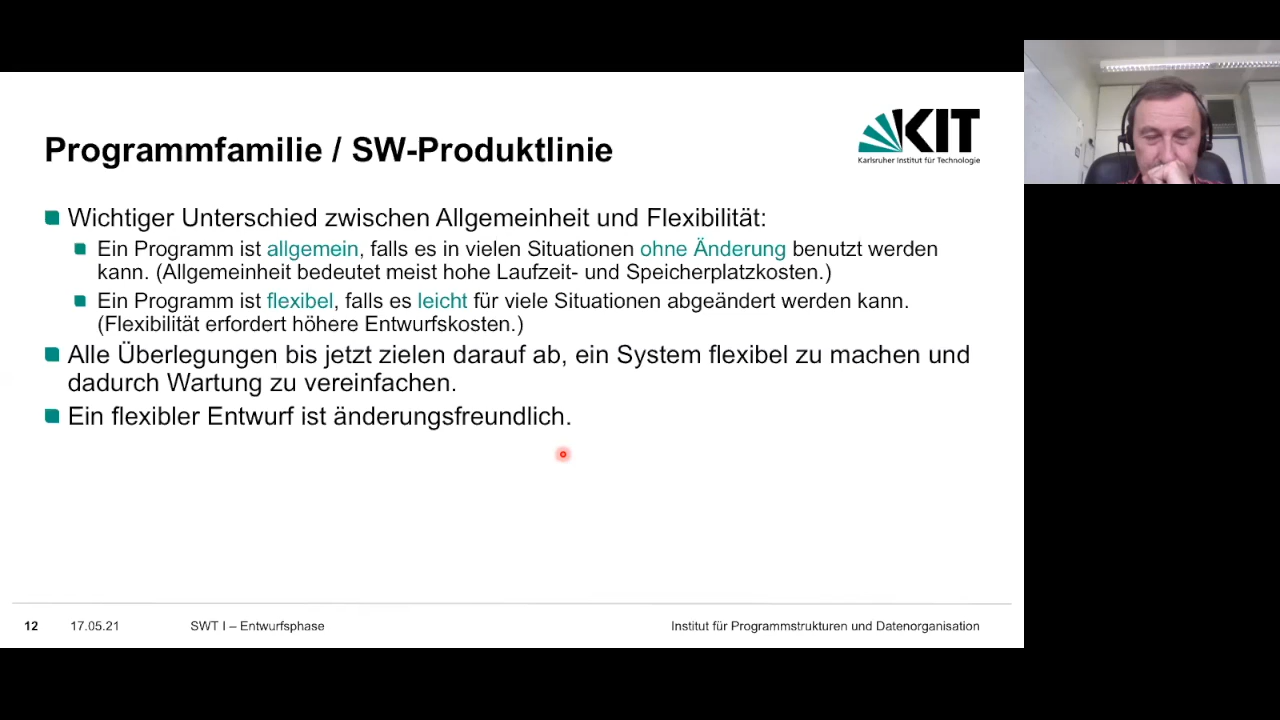 KIT
Karlsruher Institut für Technologie
Programmfamilie / SW-Produktlinie
Wichtiger Unterschied zwischen Allgemeinheit und Flexibilität:
Ein Programm ist allgemein, falls es in vielen Situationen ohne Änderung benutzt werden
kann. (Allgemeinheit bedeutet meist hohe Laufzeit- und Speicherplatzkosten.)
Ein Programm ist flexibel, falls es leicht für viele Situationen abgeändert werden kann.
(Flexibilität erfordert höhere Entwurfskosten.)
Alle Überlegungen bis jetzt zielen darauf ab, ein System flexibel zu machen und
dadurch Wartung zu vereinfachen.
Ein flexibler Entwurf ist änderungsfreundlich.
12 17.05.21 SWT I – Entwurfsphase Institut für Programmstrukturen und Datenorganisation